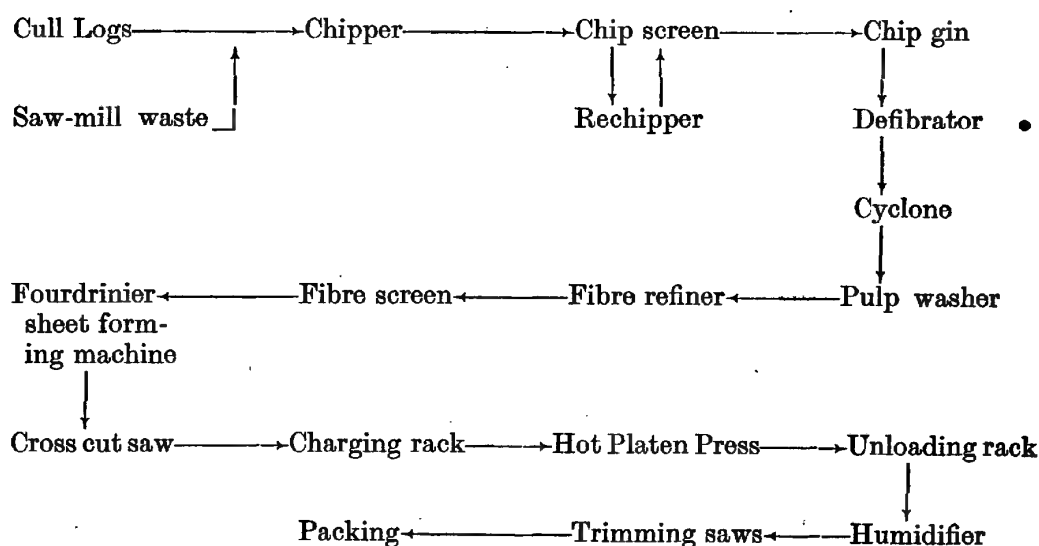 Cull Logs Chipper Chip screen Chip gin
Saw-mill waste Rechipper Defibrator
Cyclone
Fourdrinier Fibre screen Fibre refiner Pulp washer
sheet form-
ing machine
Cross cut saw Charging rack Hot Platen Press Unloading rack
Packing Trimming saws Humidifier